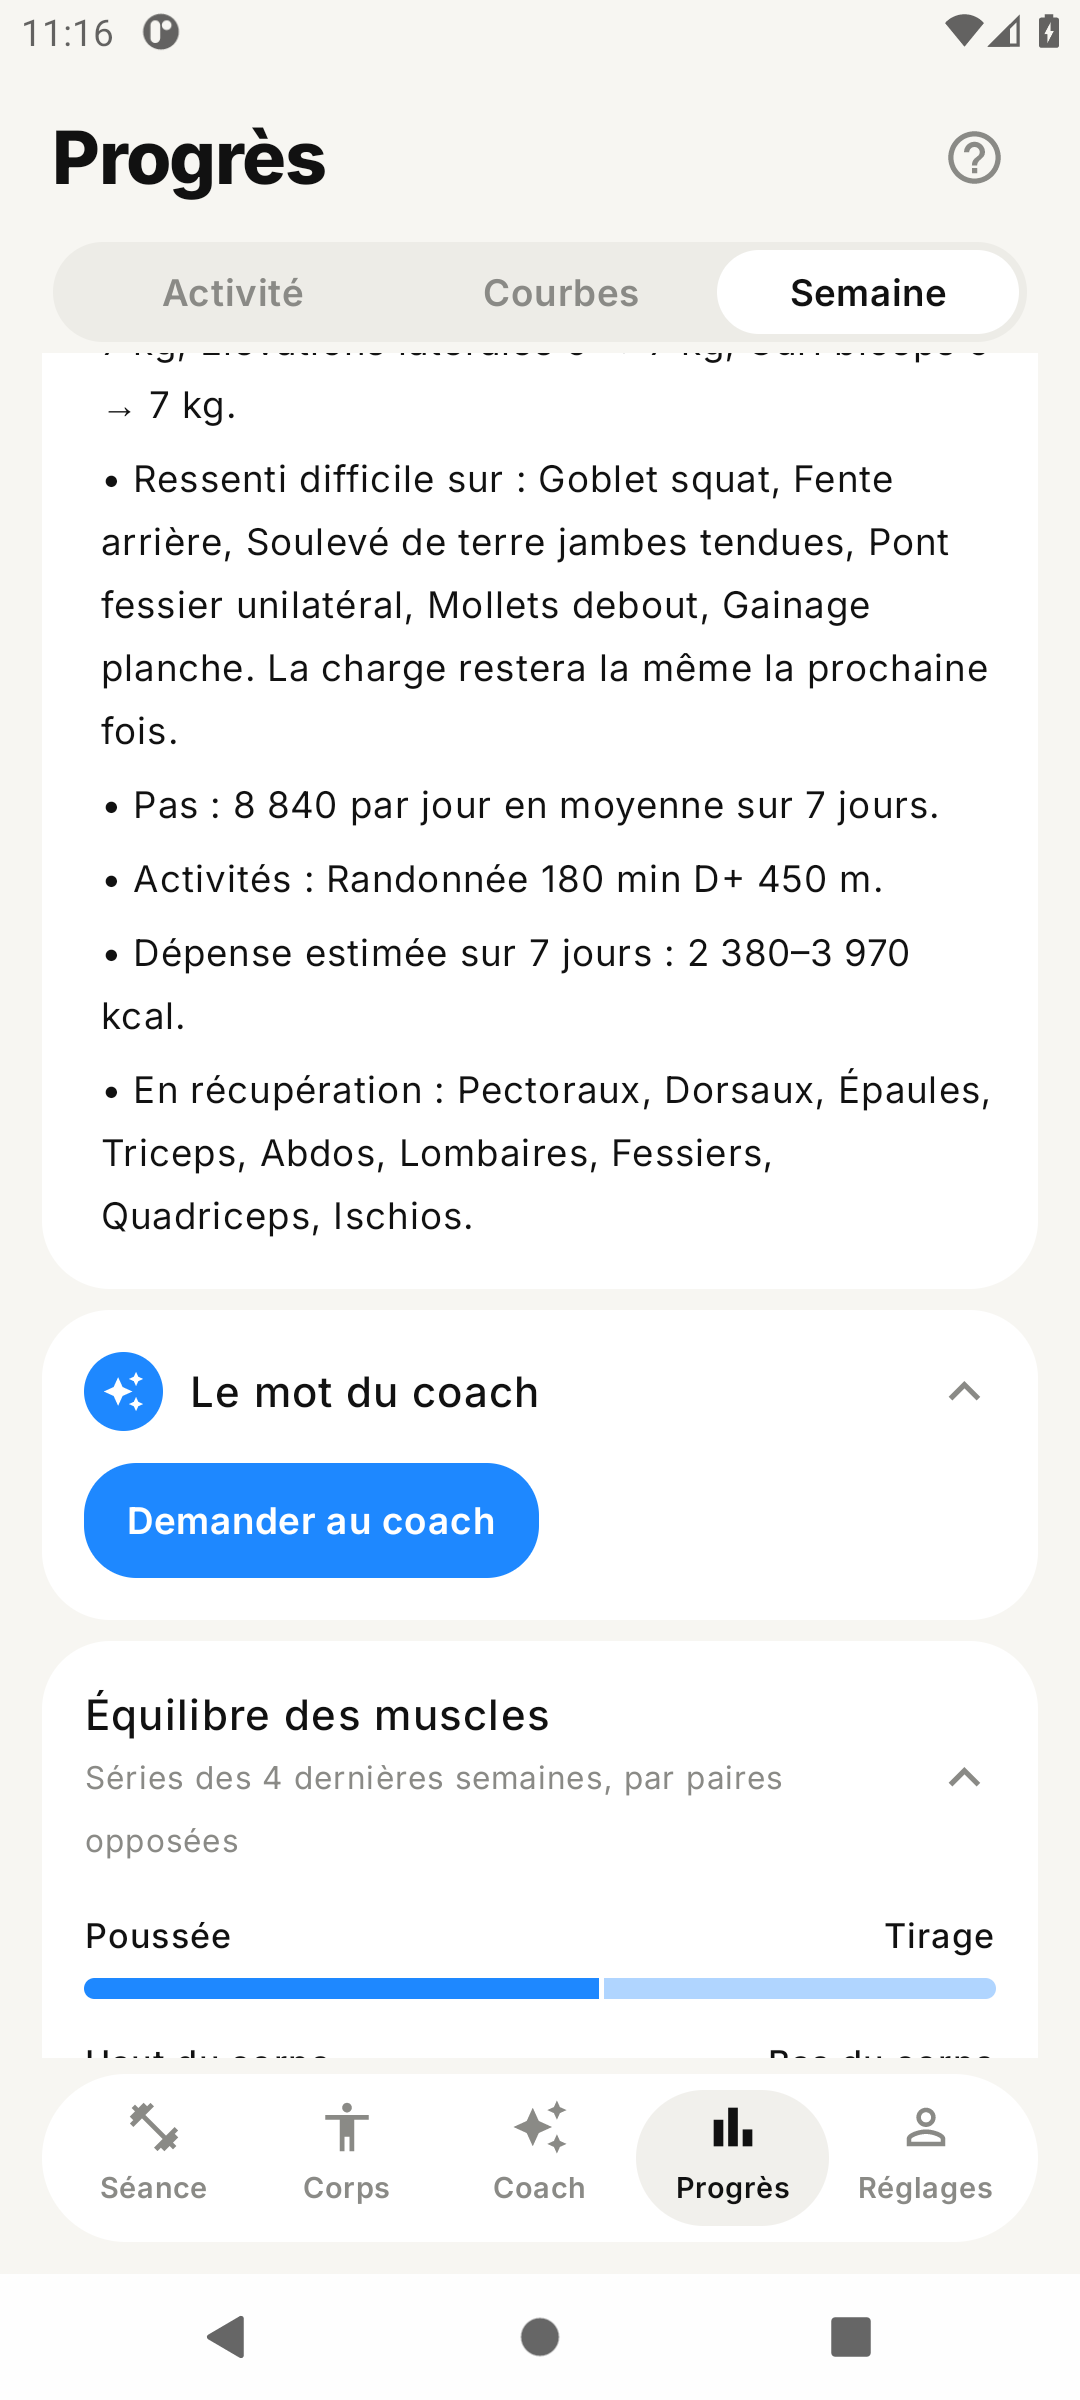 11:16
Progrès
Activité
Courbes
Semaine
→ 7 kg.
• Ressenti difficile sur : Goblet squat, Fente
arrière, Soulevé de terre jambes tendues, Pont
fessier unilatéral, Mollets debout, Gainage
planche. La charge restera la même la prochaine
fois.
• Pas : 8 840 par jour en moyenne sur 7 jours.
• Activités : Randonnée 180 min D+ 450 m.
• Dépense estimée sur 7 jours : 2 380–3 970
kcal.
• En récupération : Pectoraux, Dorsaux, Épaules,
Triceps, Abdos, Lombaires, Fessiers,
Quadriceps, Ischios.
Le mot du coach
Demander au coach
Équilibre des muscles
Séries des 4 dernières semaines, par paires
opposées
Poussée
Tirage
Séance
Corps
Coach
Progrès
Réglages